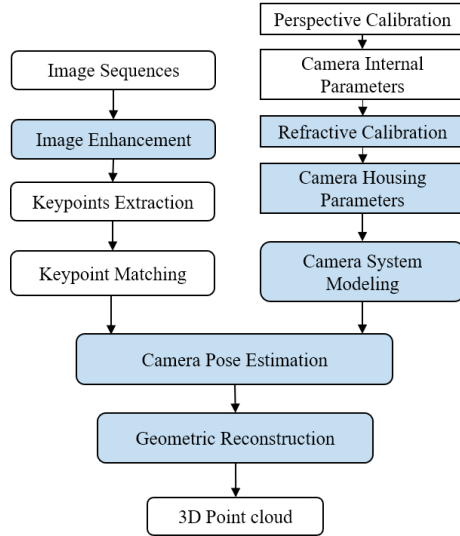 Image Sequences
Image Enhancement
Keypoints Extraction
Keypoint Matching
Perspective Calibration
Camera Internal
Parameters
Refractive Calibration
Camera Housing
Parameters
Camera System
Modeling
Camera Pose Estimation
Geometric Reconstruction
3D Point cloud